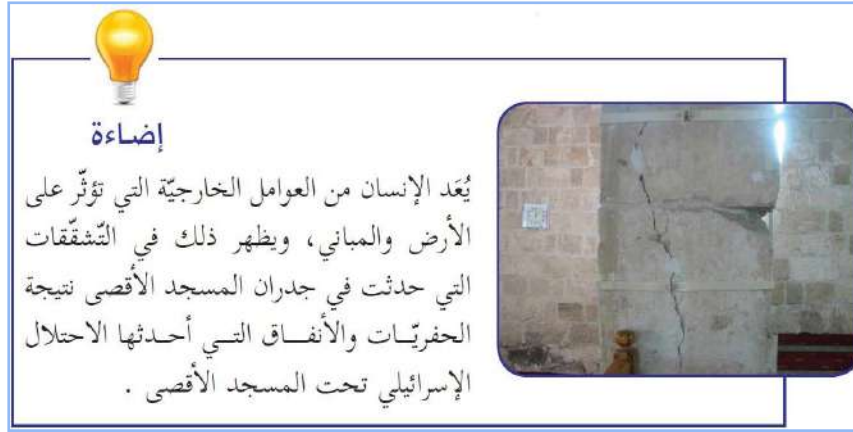 إضاءة
يُعَد الإنسان من العوامل الخارجيّة التي تؤثّر على
الأرض والمباني، ويظهر ذلك في التّشقّقات
التي حدثت في جدران المسجد الأقصى نتيجة
الحفريّات والأنفاق التي أحدثها الاحتلال
الإسرائيلي تحت المسجد الأقصى .